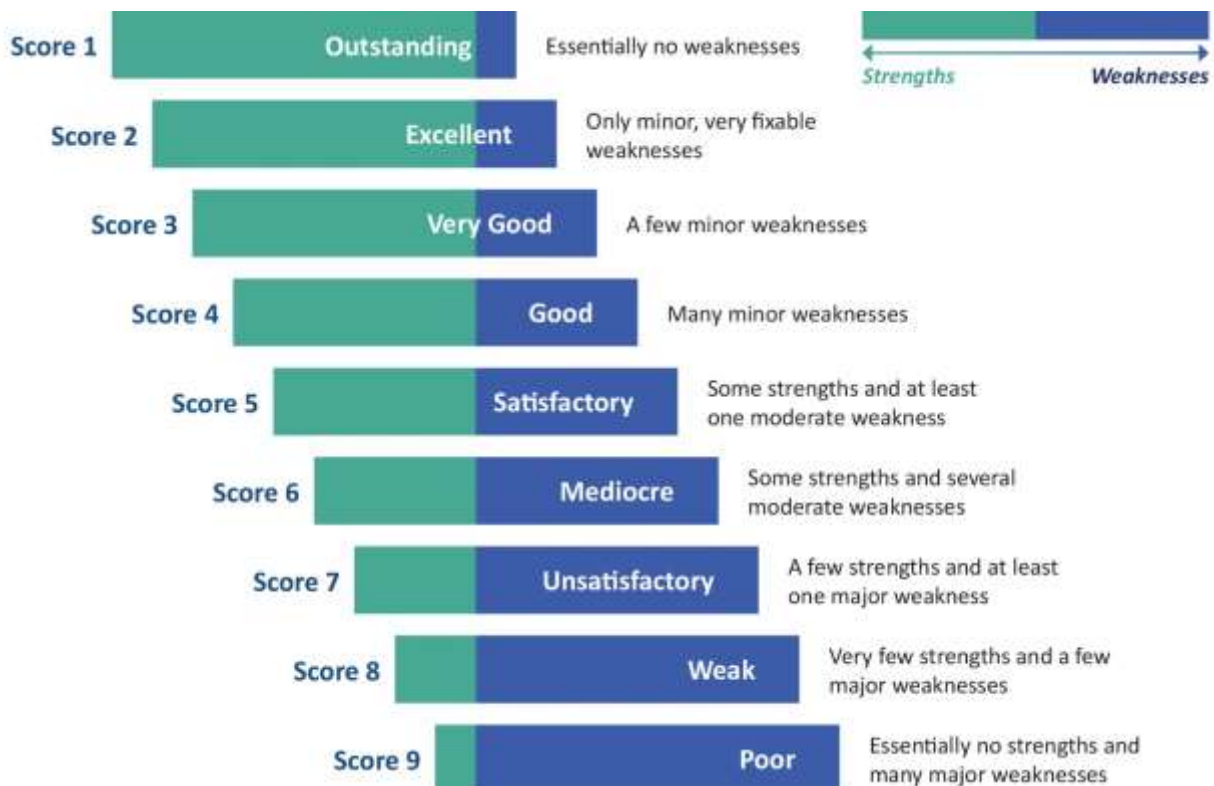 Score 1 Outstanding Essentially no weaknesses
Strengths Weaknesses
Score 2 Excellent Only minor, very fixable
weaknesses
Score 3 Very Good A few minor weaknesses
Score 4 Good Many minor weaknesses
Score 5 Satisfactory Some strengths and at least
one moderate weakness
Score 6 Mediocre Some strengths and several
moderate weaknesses
Score 7 Unsatisfactory A few strengths and at least
one major weakness
Score 8 Weak Very few strengths and a few
major weaknesses
Score 9 Poor Essentially no strengths and
many major weaknesses